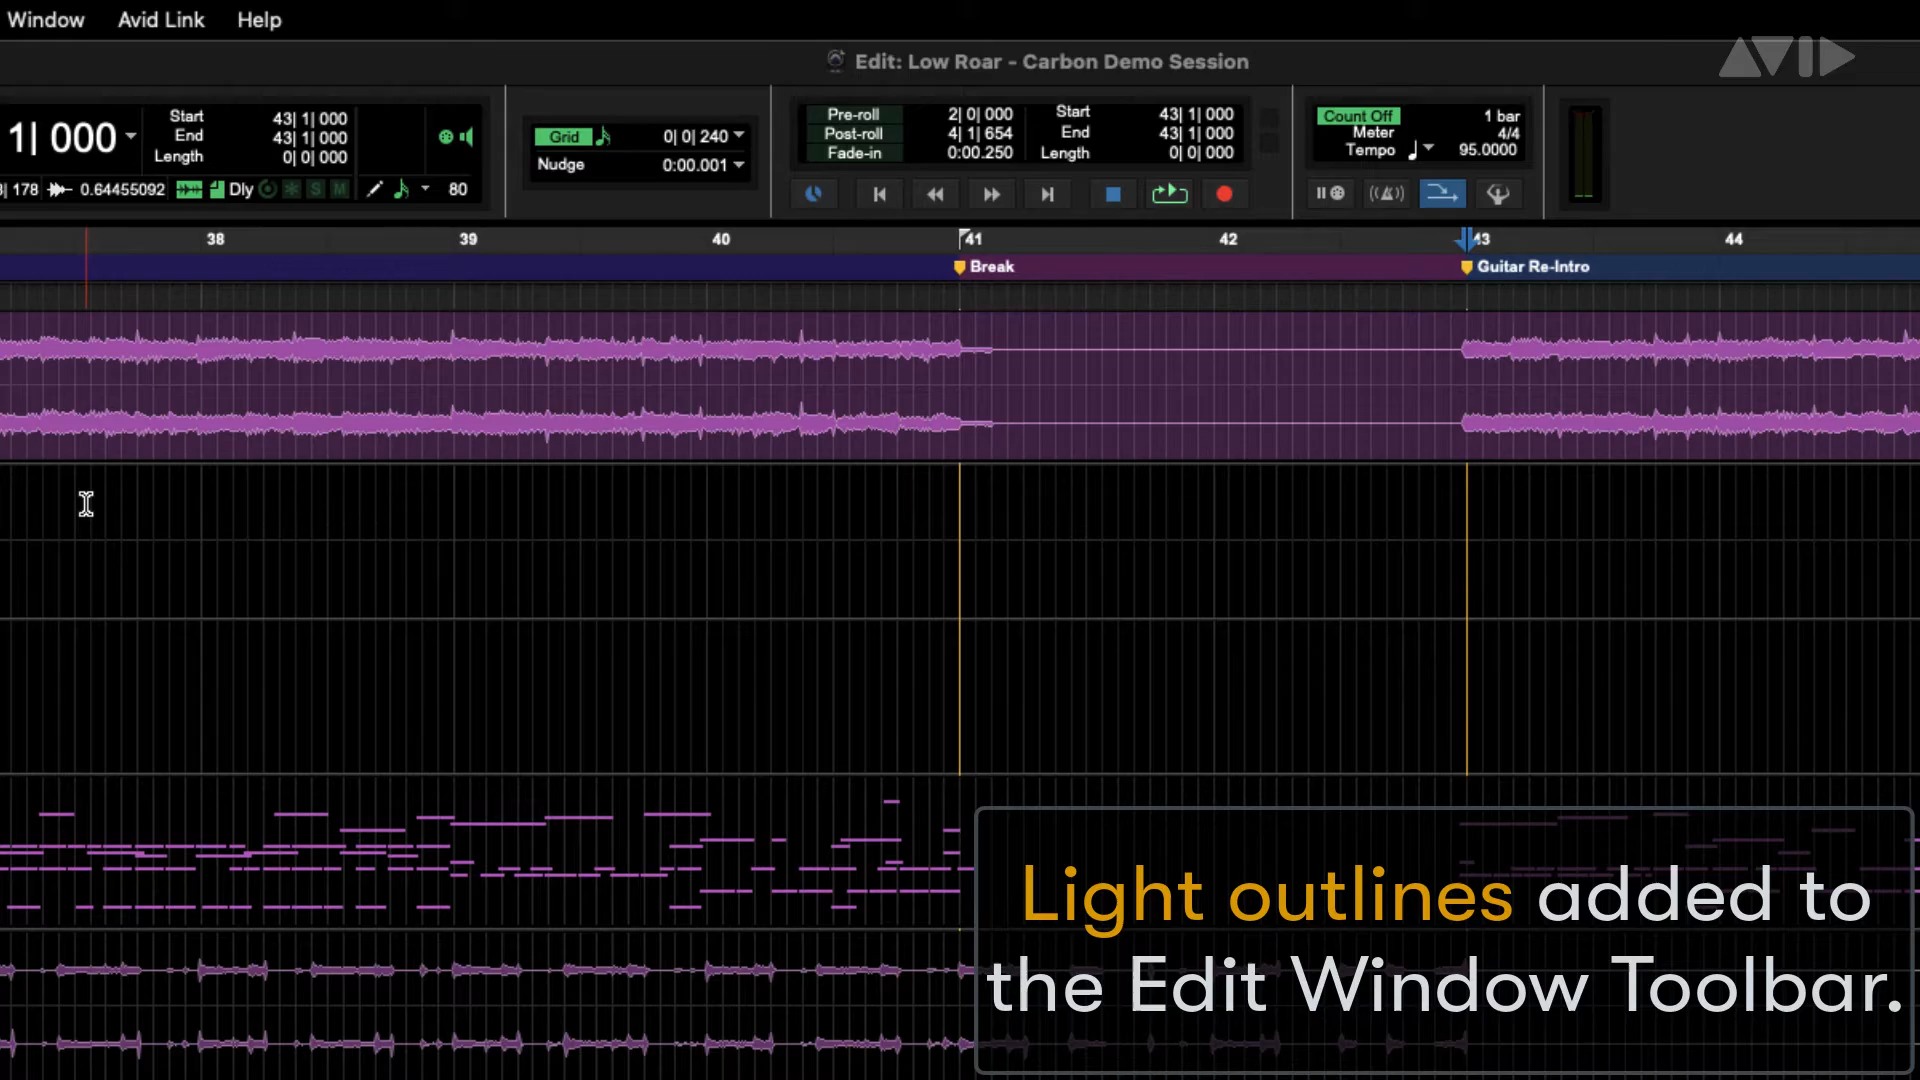 Window Avid Link Help
Edit: Low Roar - Carbon Demo Session
AVID
1| 000
Start 43| 1| 000
End 43| 1| 000
Length 0| 0| 000
| 178 0.64455092 Dly S M 80
Grid 0| 0| 240
Nudge 0:00.001
Pre-roll 2| 0| 000 Start 43| 1| 000
Post-roll 4| 1| 654 End 43| 1| 000
Fade-in 0:00.250 Length 0| 0| 000
Count Off 1 bar
Meter 4/4
Tempo 95.0000
38 39 40 41 42 43 44
Break Guitar Re-Intro
Light outlines added to
the Edit Window Toolbar.